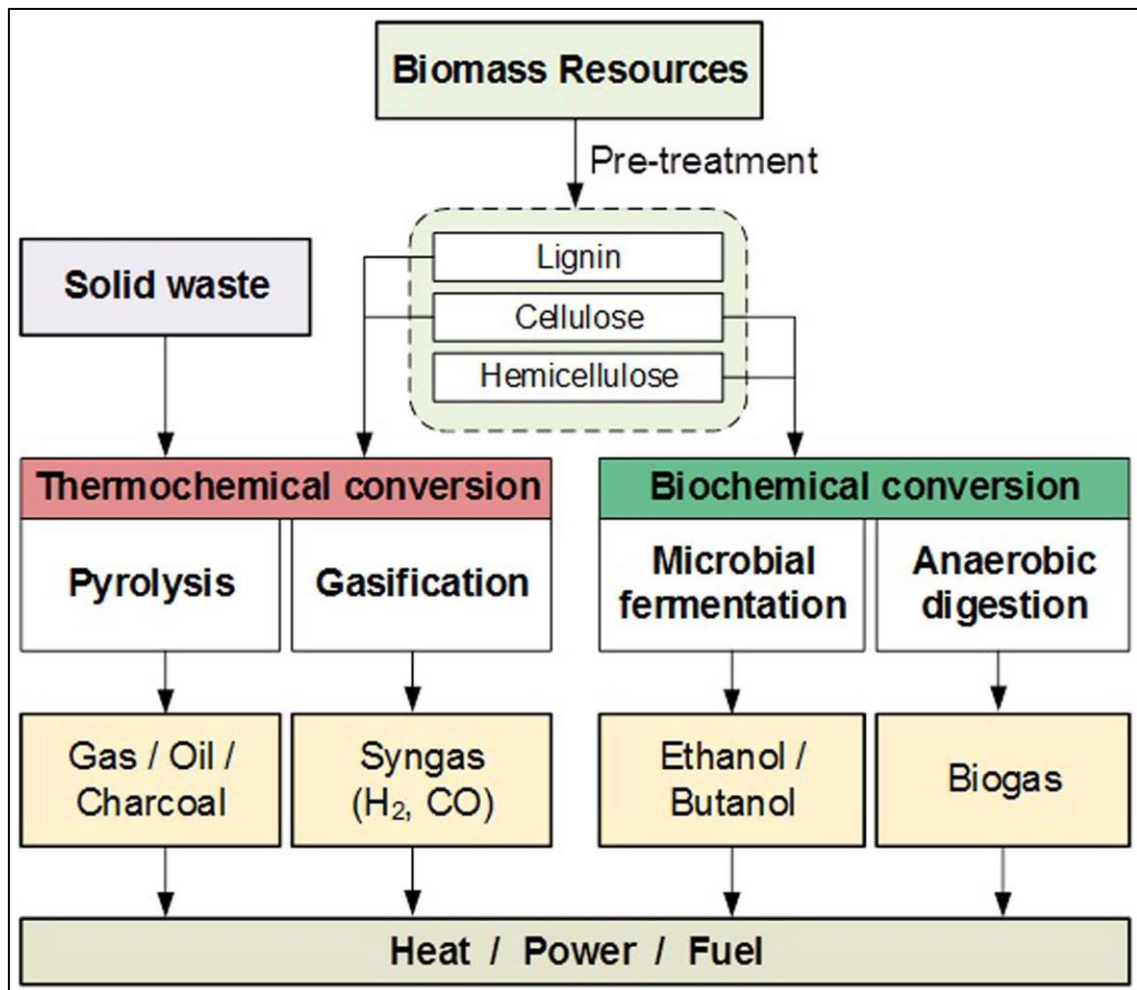 Biomass Resources
Pre-treatment
Lignin
Solid waste
Cellulose
Hemicellulose
Thermochemical conversion
Biochemical conversion
Pyrolysis
Gasification
Microbial
fermentation
Anaerobic
digestion
Gas / Oil /
Charcoal
Syngas
(H₂, CO)
Ethanol /
Butanol
Biogas
Heat / Power / Fuel